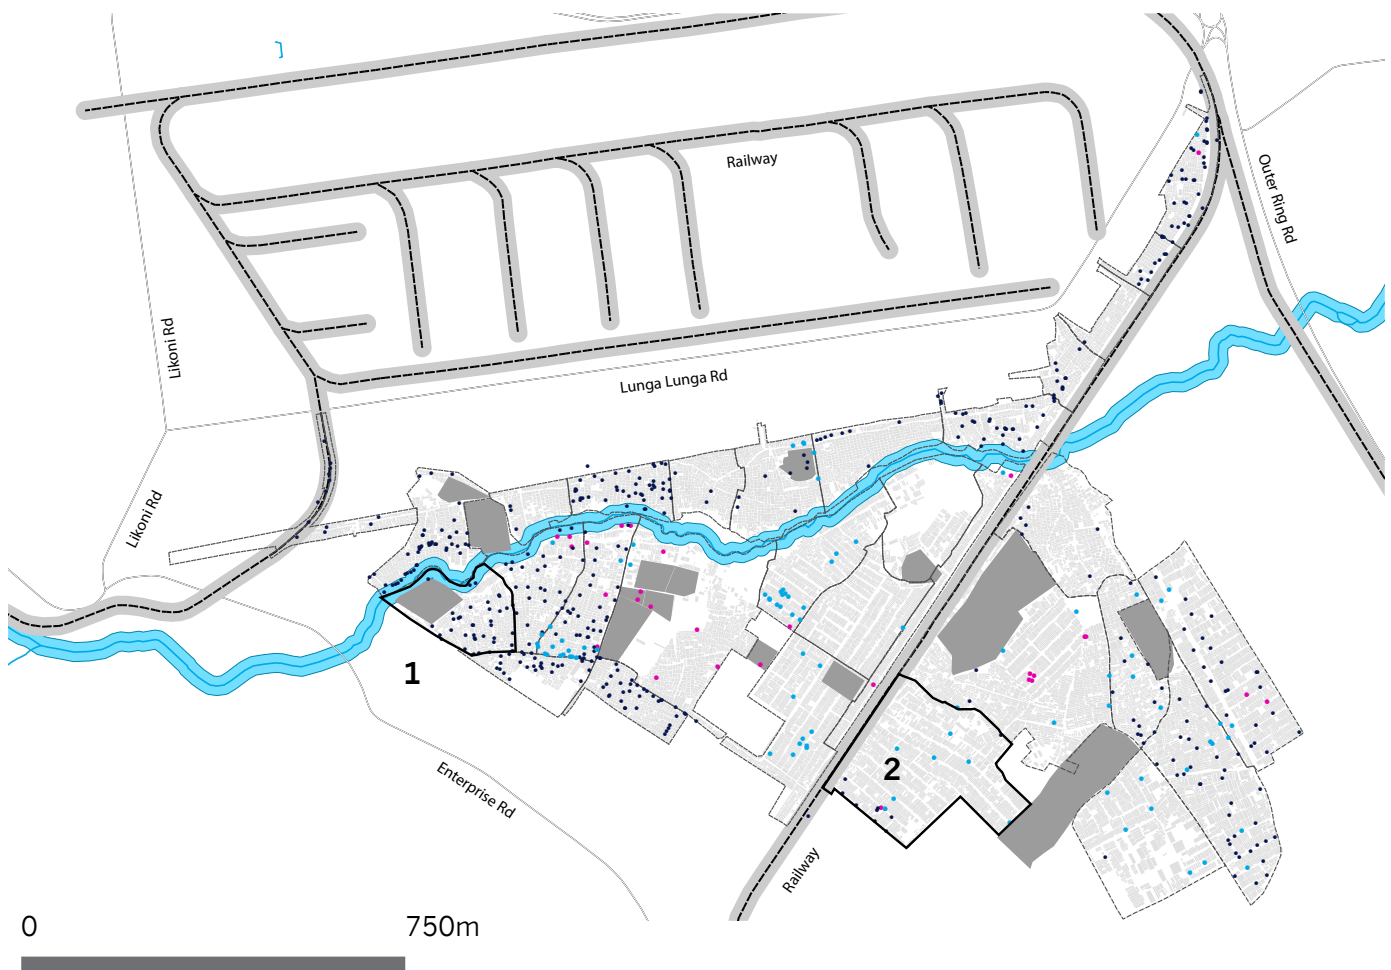 Railway
Outer Ring Rd
Likoni Rd
Lunga Lunga Rd
Likoni Rd
1
2
Enterprise Rd
Railway
0 750m